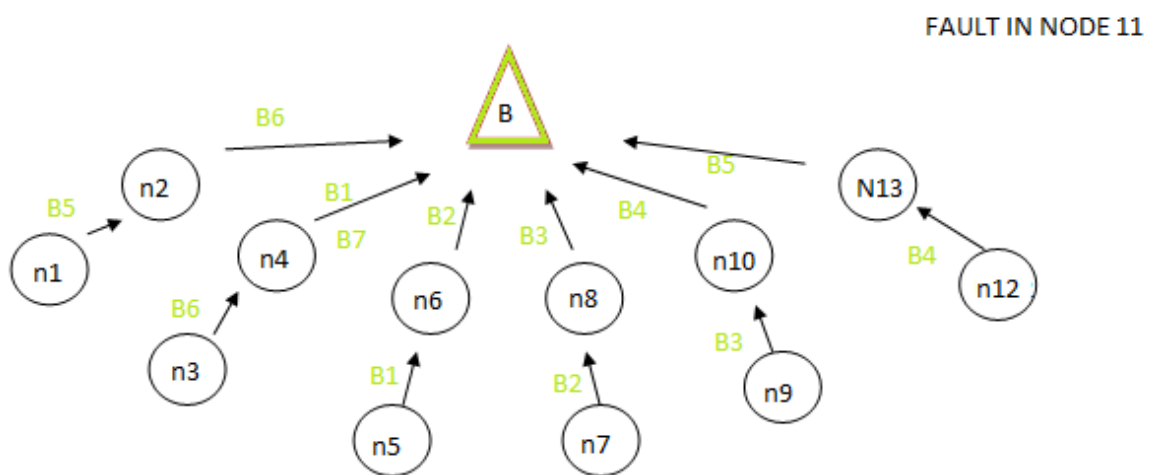 FAULT IN NODE 11
B
B6
n2
B5
n1
B1
B7
n4
B6
n3
B2
n6
B1
n5
B3
n8
B2
n7
B4
n10
B3
n9
B5
N13
B4
n12